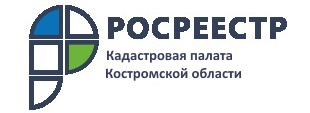 РОСРЕЕСТР
Кадастровая палата
Костромской области